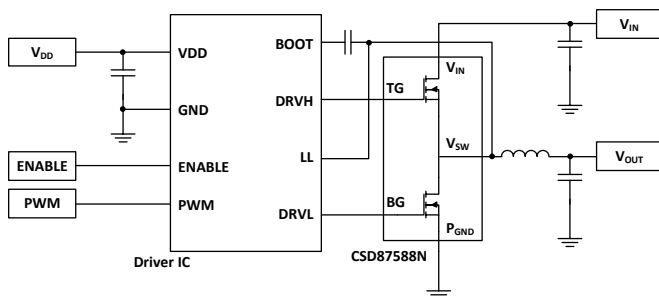 VDD
VDD
BOOT
VIN
GND
DRVH
TG
VIN
ENABLE
ENABLE
LL
VSW
VOUT
PWM
PWM
DRVL
BG
PGND
Driver IC
CSD87588N